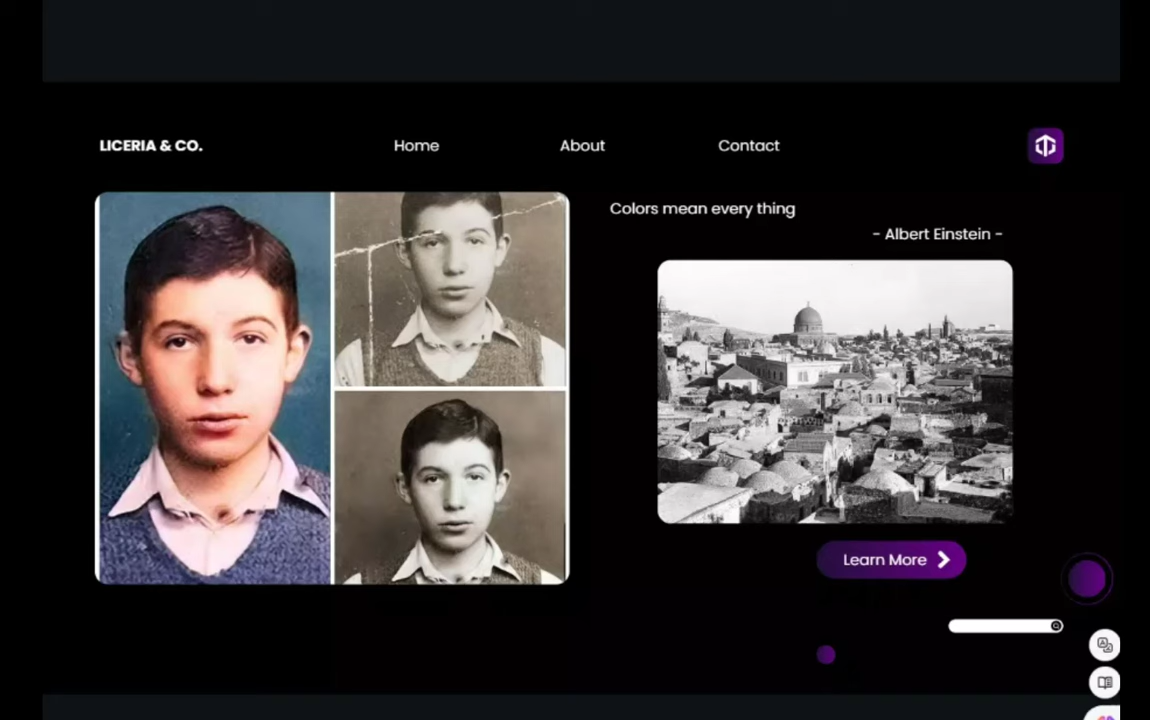 LICERIA & CO.
Home
About
Contact
Colors mean every thing
- Albert Einstein -
Learn More